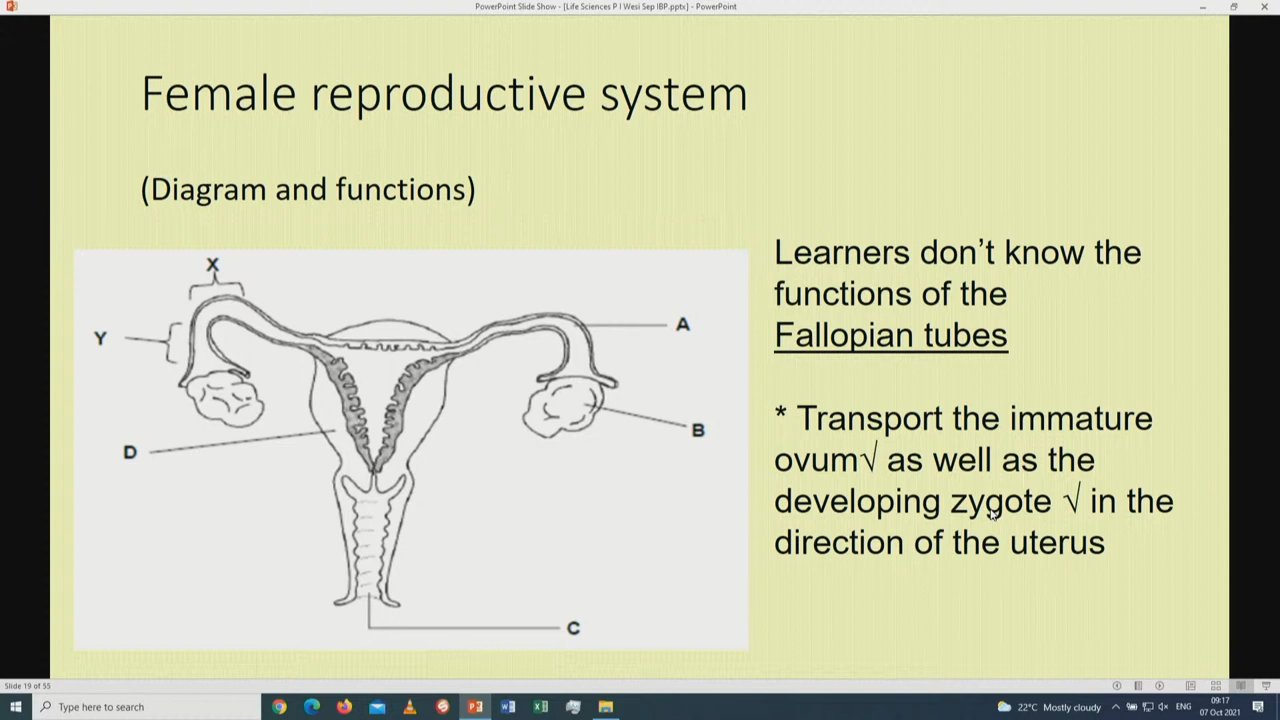 PowerPoint Slide Show - [Life Sciences P I Wesi Sep IBP.pptx] - PowerPoint
Female reproductive system
(Diagram and functions)
X
Y
A
B
D
C
Learners don’t know the
functions of the
Fallopian tubes
* Transport the immature
ovum√ as well as the
developing zygote √ in the
direction of the uterus
Slide 19 of 55
Type here to search
22°C Mostly cloudy
ENG
09:17
07 Oct 2021